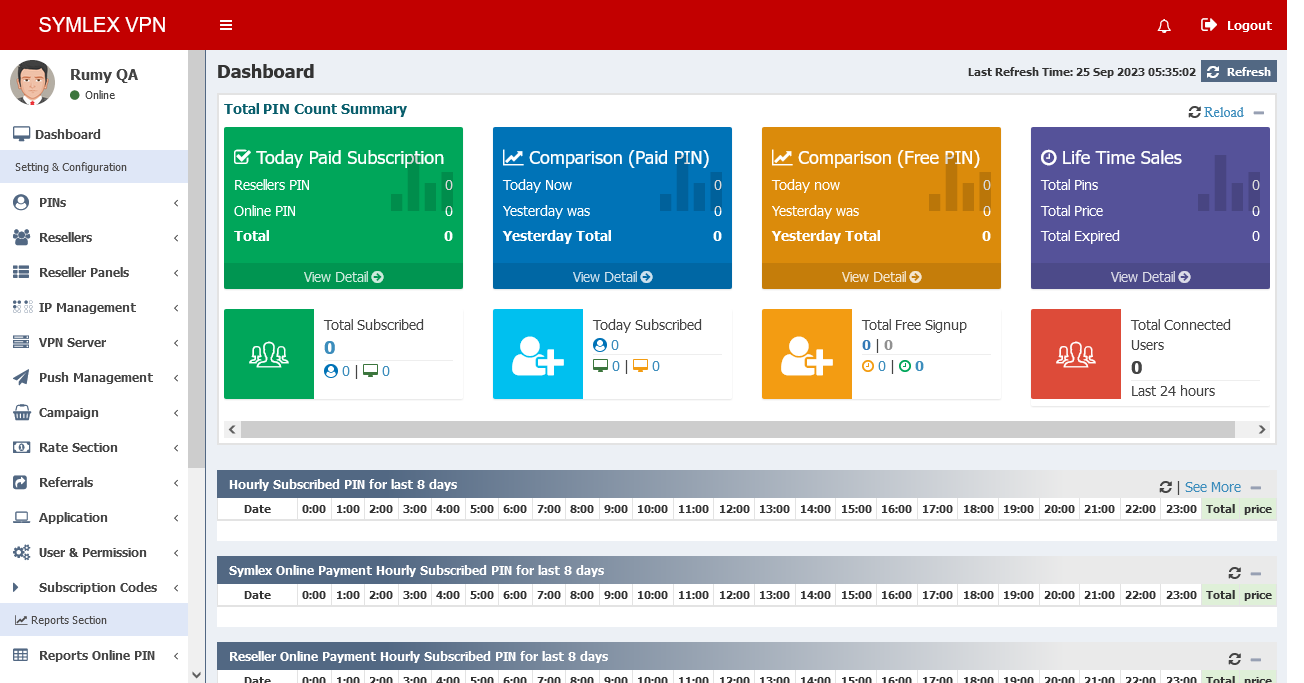 SYMLEX VPN
Logout
Rumy QA
Online
Dashboard
Setting & Configuration
PINs
Resellers
Reseller Panels
IP Management
VPN Server
Push Management
Campaign
Rate Section
Referrals
Application
User & Permission
Subscription Codes
Reports Section
Reports Online PIN
Dashboard
Last Refresh Time: 25 Sep 2023 05:35:02 Refresh
Total PIN Count Summary
Reload
Today Paid Subscription
Resellers PIN 0
Online PIN 0
Total 0
View Detail
Comparison (Paid PIN)
Today Now 0
Yesterday was 0
Yesterday Total 0
View Detail
Comparison (Free PIN)
Today now 0
Yesterday was 0
Yesterday Total 0
View Detail
Life Time Sales
Total Pins 0
Total Price 0
Total Expired 0
View Detail
Total Subscribed
0
0 | 0
Today Subscribed
0
0 | 0
Total Free Signup
0 | 0
0 | 0
Total Connected
Users
0
Last 24 hours
Hourly Subscribed PIN for last 8 days
| See More
Date 0:00 1:00 2:00 3:00 4:00 5:00 6:00 7:00 8:00 9:00 10:00 11:00 12:00 13:00 14:00 15:00 16:00 17:00 18:00 19:00 20:00 21:00 22:00 23:00 Total price
Symlex Online Payment Hourly Subscribed PIN for last 8 days
Date 0:00 1:00 2:00 3:00 4:00 5:00 6:00 7:00 8:00 9:00 10:00 11:00 12:00 13:00 14:00 15:00 16:00 17:00 18:00 19:00 20:00 21:00 22:00 23:00 Total price
Reseller Online Payment Hourly Subscribed PIN for last 8 days
Date 0:00 1:00 2:00 3:00 4:00 5:00 6:00 7:00 8:00 9:00 10:00 11:00 12:00 13:00 14:00 15:00 16:00 17:00 18:00 19:00 20:00 21:00 22:00 23:00 Total price